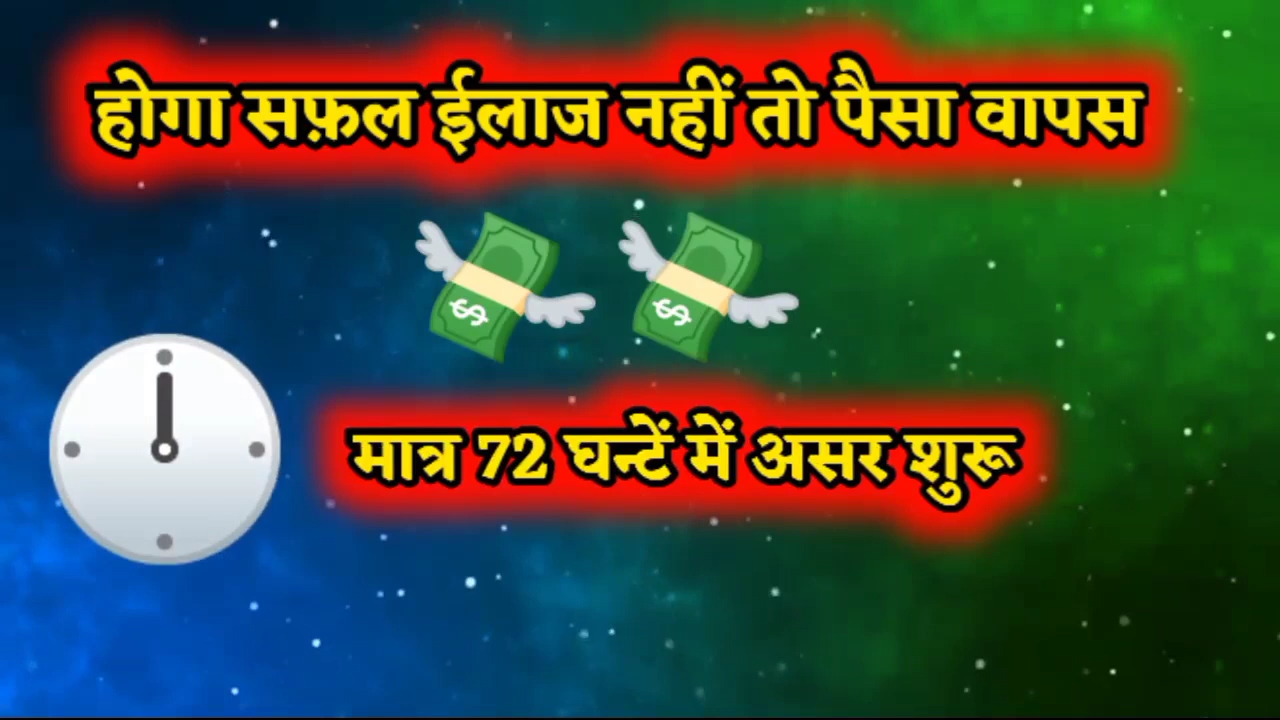 होगा सफ़ल ईलाज नहीं तो पैसा वापस
मात्र 72 घन्टें में असर शुरू